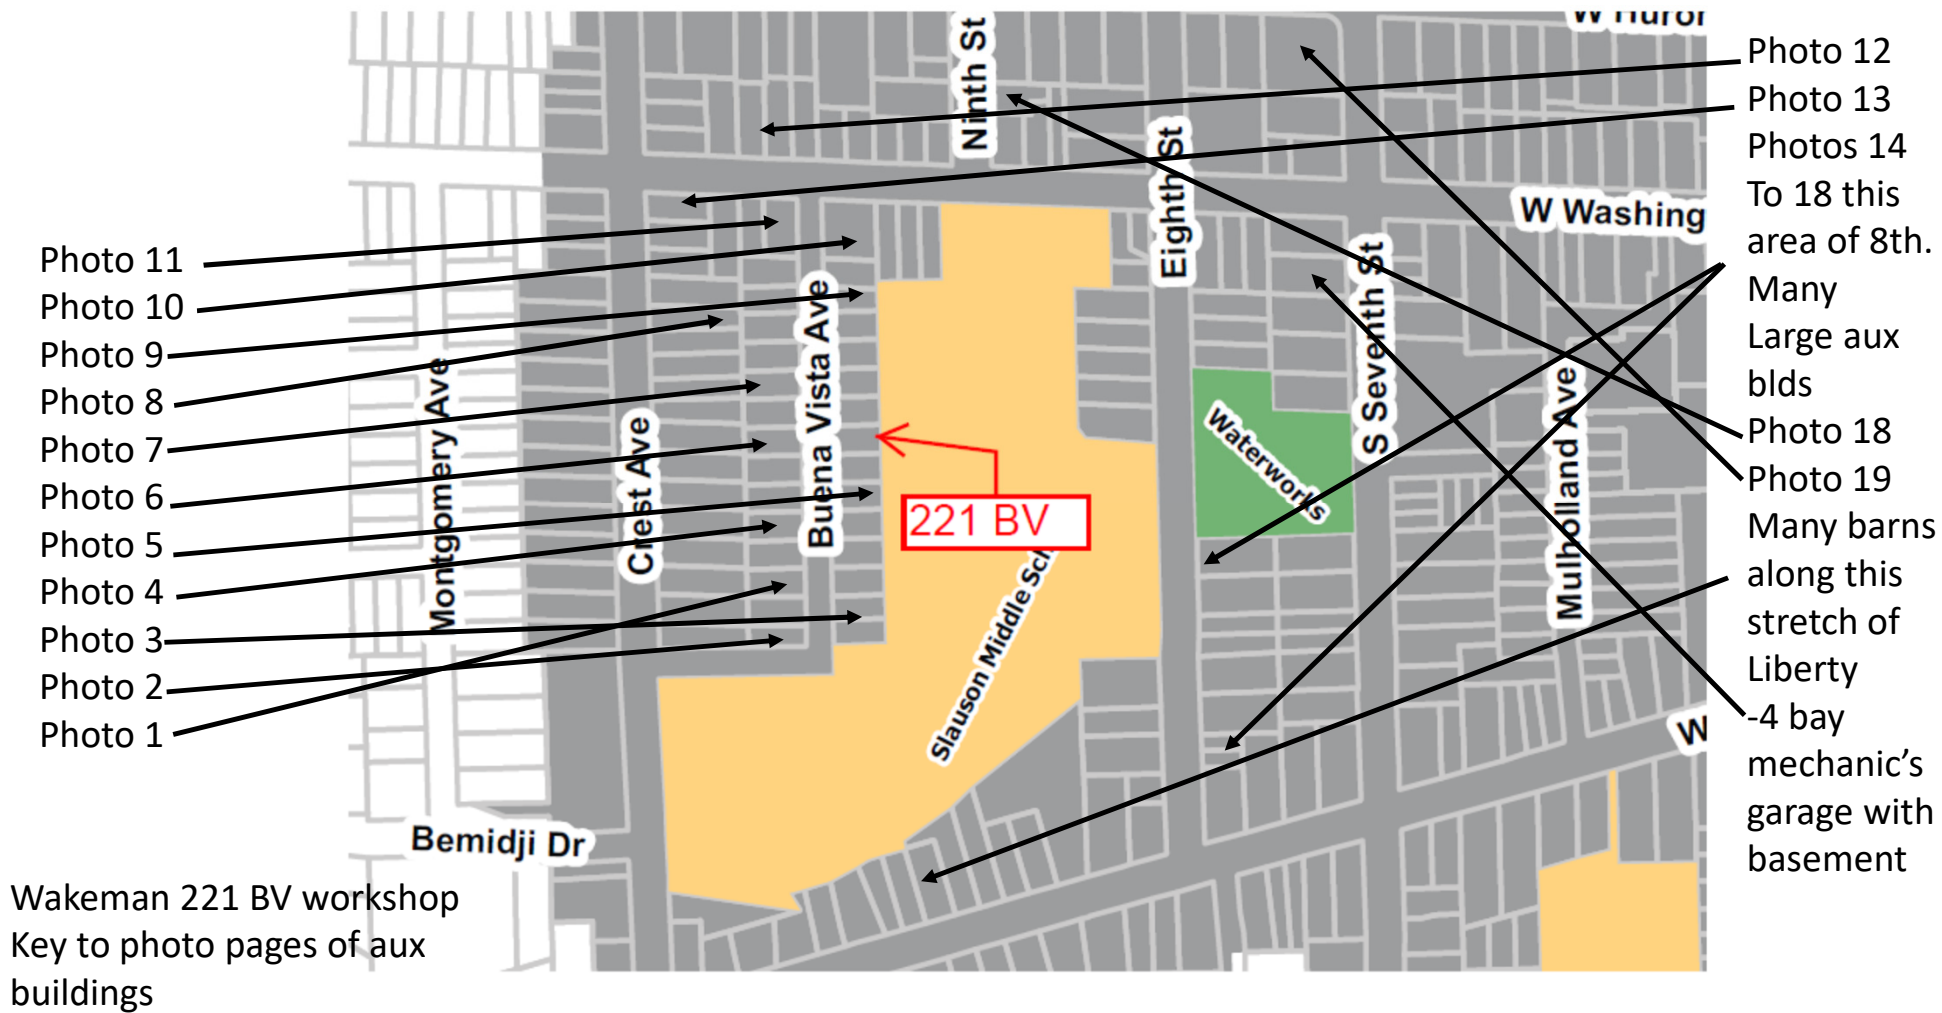 Photo 11
Photo 10
Photo 9
Photo 8
Photo 7
Photo 6
Photo 5
Photo 4
Photo 3
Photo 2
Photo 1
Wakeman 221 BV workshop
Key to photo pages of aux
buildings
Montgomery Ave
Crest Ave
Buena Vista Ave
Bemidji Dr
Ninth St
Eighth St
S Seventh St
Mulholland Ave
W Washing
Waterworks
221 BV
Slauson Middle Sch
W
Photo 12
Photo 13
Photos 14
To 18 this
area of 8th.
Many
Large aux
blds
Photo 18
Photo 19
Many barns
along this
stretch of
Liberty
-4 bay
mechanic’s
garage with
basement